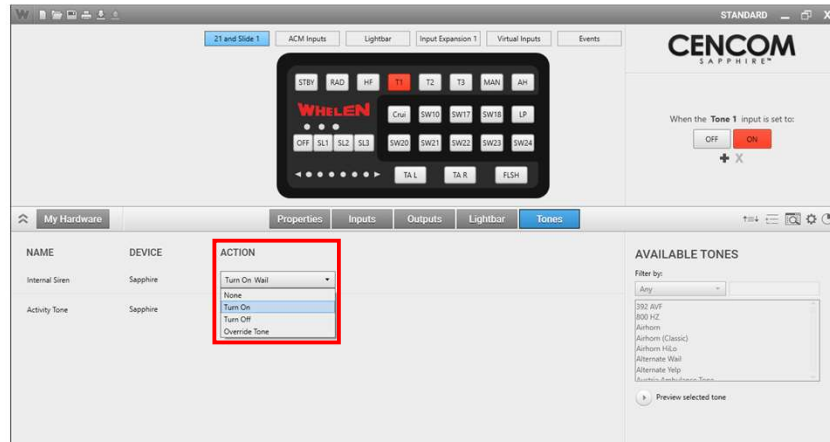 W
STANDARD
21 and Slide 1
ACM Inputs
Lightbar
Input Expansion 1
Virtual Inputs
Events
CENCOM
SAPPHIRE™
STBY RAD HF T1 T2 T3 MAN AH
WHELEN
Crui SW10 SW17 SW18 LP
OFF SL1 SL2 SL3 SW20 SW21 SW22 SW23 SW24
TA L TA R FLSH
When the Tone 1 input is set to:
OFF ON
My Hardware
Properties
Inputs
Outputs
Lightbar
Tones
NAME DEVICE ACTION
Internal Siren Sapphire Turn On Wail
None
Turn On
Turn Off
Override Tone
Activity Tone Sapphire
AVAILABLE TONES
Filter by:
Any
392 AVF
800 HZ
Airhorn
Airhorn (Classic)
Airhorn HiLo
Alternate Wail
Alternate Yelp
Austria Ambulance Tone
Preview selected tone